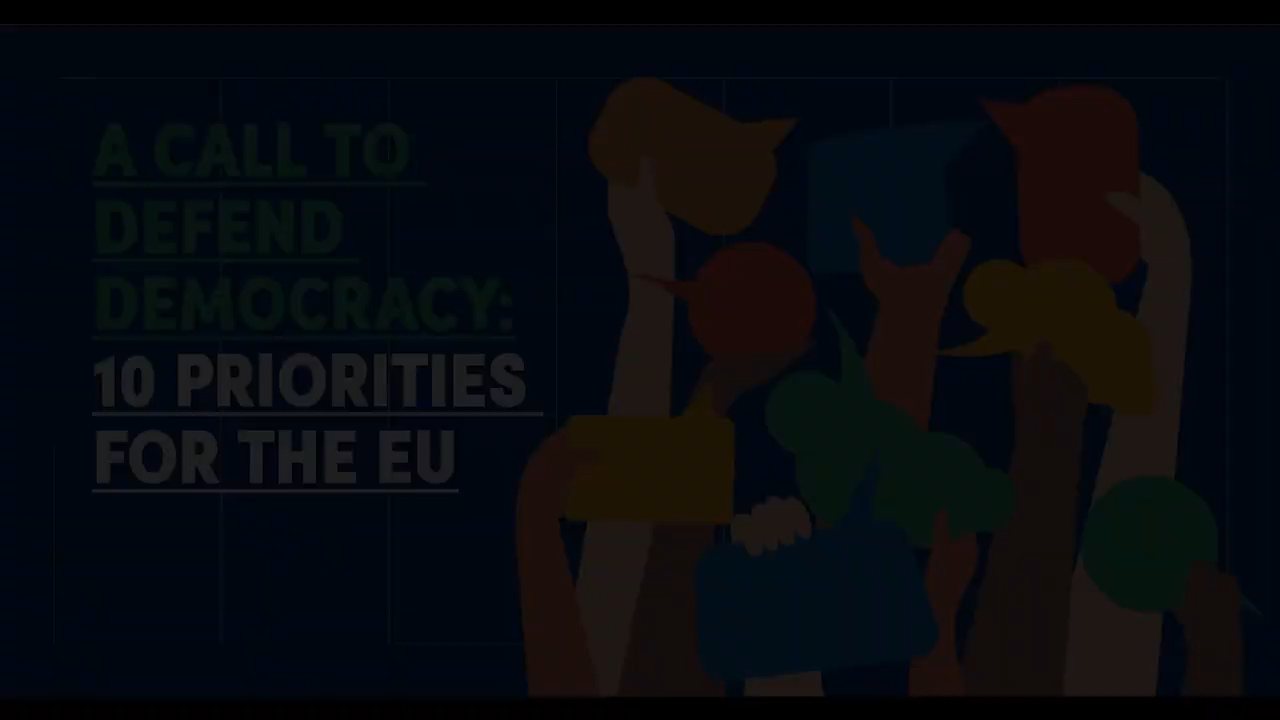 A CALL TO
DEFEND
DEMOCRACY:
10 PRIORITIES
FOR THE EU